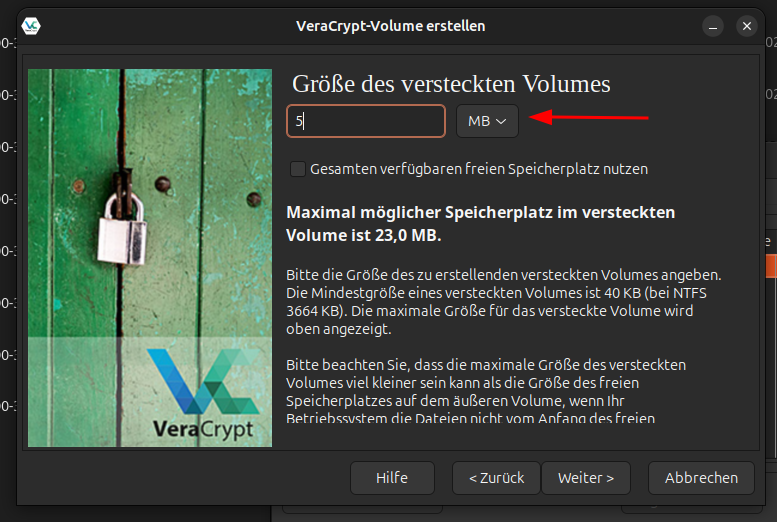 VeraCrypt-Volume erstellen
Größe des versteckten Volumes
5
MB
Gesamten verfügbaren freien Speicherplatz nutzen
Maximal möglicher Speicherplatz im versteckten
Volume ist 23,0 MB.
Bitte die Größe des zu erstellenden versteckten Volumes angeben.
Die Mindestgröße eines versteckten Volumes ist 40 KB (bei NTFS
3664 KB). Die maximale Größe für das versteckte Volume wird
oben angezeigt.
Bitte beachten Sie, dass die maximale Größe des versteckten
Volumes viel kleiner sein kann als die Größe des freien
Speicherplatzes auf dem äußeren Volume, wenn Ihr
Betriebssystem die Dateien nicht vom Anfang des freien
VeraCrypt
Hilfe
< Zurück
Weiter >
Abbrechen